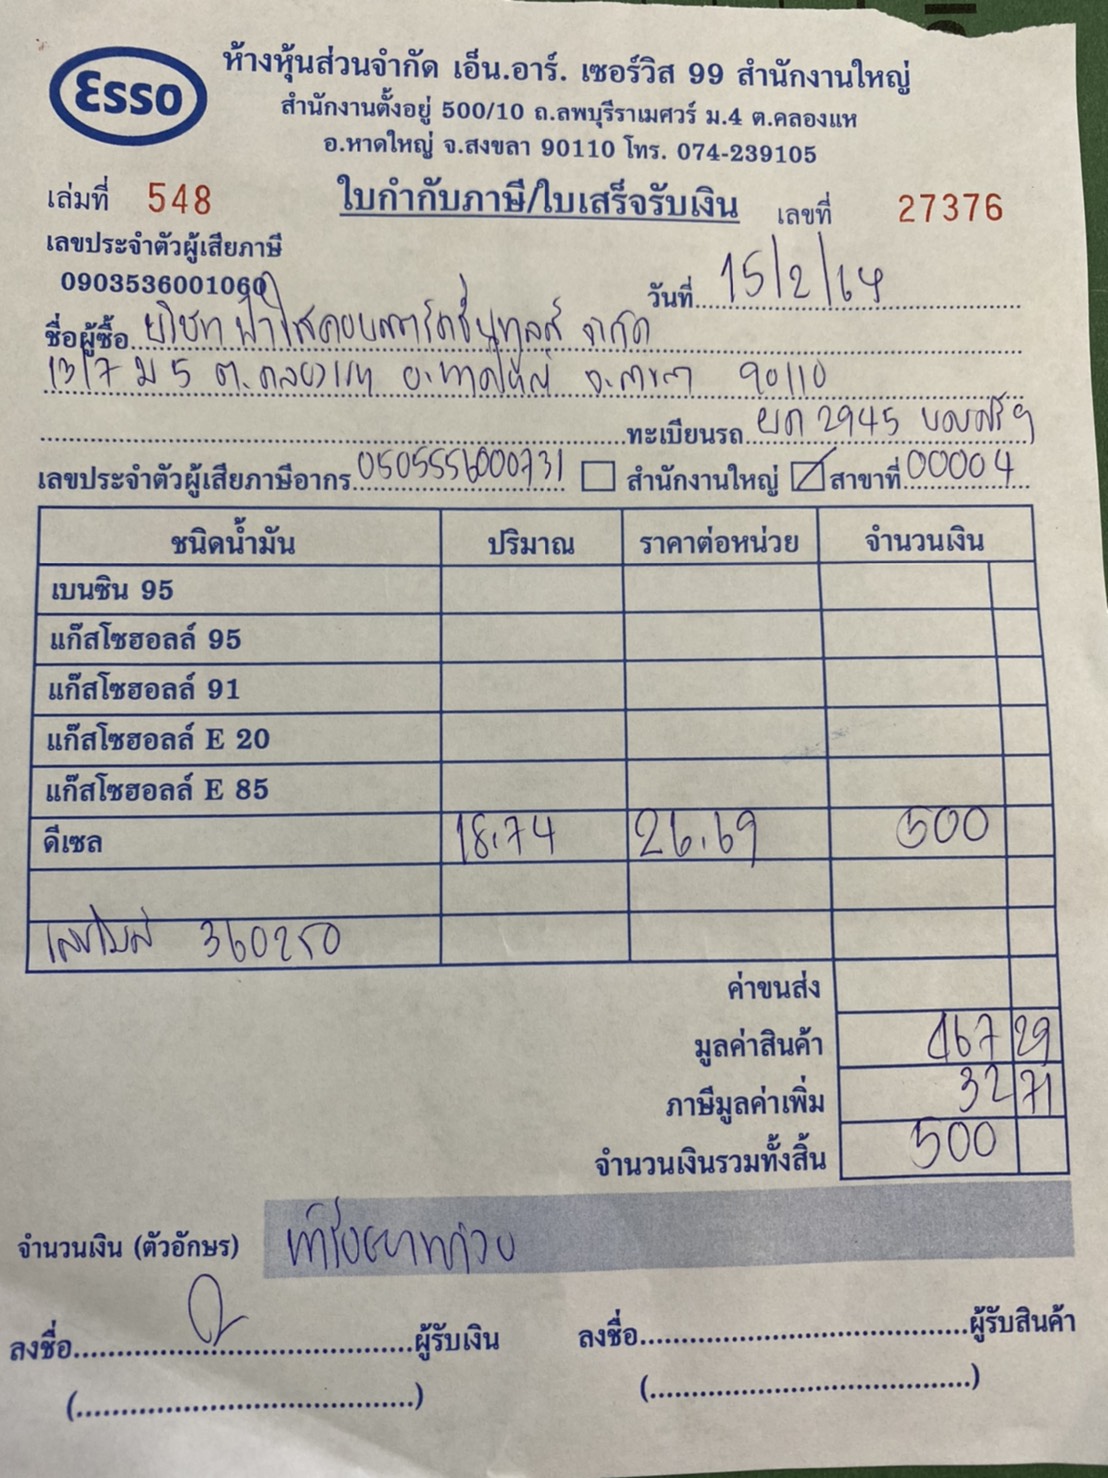 Esso
ห้างหุ้นส่วนจำกัด เอ็น.อาร์. เซอร์วิส 99 สำนักงานใหญ่
สำนักงานตั้งอยู่ 500/10 ถ.ลพบุรีราเมศวร์ ม.4 ต.คลองแห
อ.หาดใหญ่ จ.สงขลา 90110 โทร. 074-239105
เล่มที่ 548 ใบกำกับภาษี/ใบเสร็จรับเงิน เลขที่ 27376
เลขประจำตัวผู้เสียภาษี
0903536001060 วันที่ 15/2/64
ชื่อผู้ซื้อ บริษัท ฟ้าใสคอนสตรัคชั่นทูลส์ จำกัด
13/7 ม 5 ต.คลองแห อ.หาดใหญ่ จ.สงขลา 90110
ทะเบียนรถ 2945
เลขประจำตัวผู้เสียภาษีอากร 0505556000731 สำนักงานใหญ่ สาขาที่ 00004
ชนิดน้ำมัน ปริมาณ ราคาต่อหน่วย จำนวนเงิน
เบนซิน 95
แก๊สโซฮอลล์ 95
แก๊สโซฮอลล์ 91
แก๊สโซฮอลล์ E 20
แก๊สโซฮอลล์ E 85
ดีเซล 18.74 26.69 500
เลขไมล์ 360250
ค่าขนส่ง
มูลค่าสินค้า 467 29
ภาษีมูลค่าเพิ่ม 32 71
จำนวนเงินรวมทั้งสิ้น 500
จำนวนเงิน (ตัวอักษร) ห้าร้อยบาทถ้วน
ลงชื่อ ผู้รับเงิน ลงชื่อ ผู้รับสินค้า